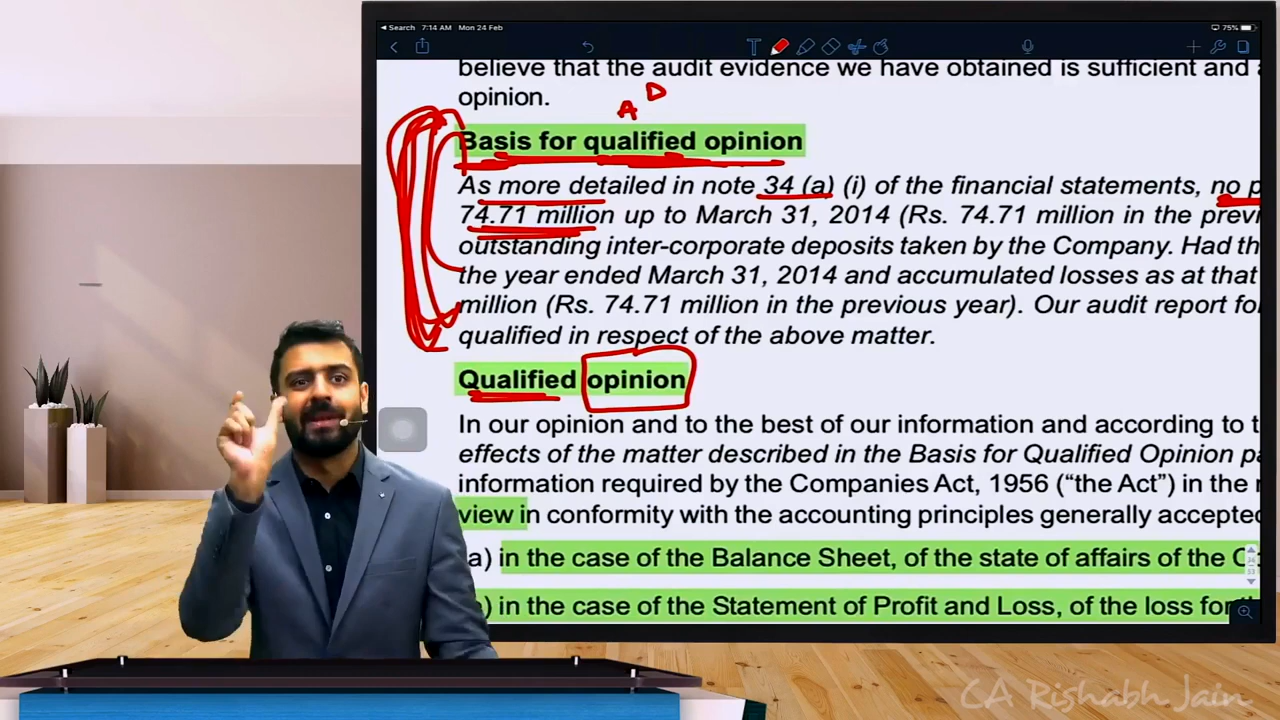 Search 7:14 AM Mon 24 Feb 75%
believe that the audit evidence we have obtained is sufficient and
opinion.
A D
Basis for qualified opinion
As more detailed in note 34 (a) (i) of the financial statements, no
74.71 million up to March 31, 2014 (Rs. 74.71 million in the
outstanding inter-corporate deposits taken by the Company. Had
the year ended March 31, 2014 and accumulated losses as at that
million (Rs. 74.71 million in the previous year). Our audit report
qualified in respect of the above matter.
Qualified opinion
In our opinion and to the best of our information and according to
effects of the matter described in the Basis for Qualified Opinion
information required by the Companies Act, 1956 (“the Act”) in the
view in conformity with the accounting principles generally accepted
a) in the case of the Balance Sheet, of the state of affairs of the
) in the case of the Statement of Profit and Loss, of the loss for
CA Rishabh Jain